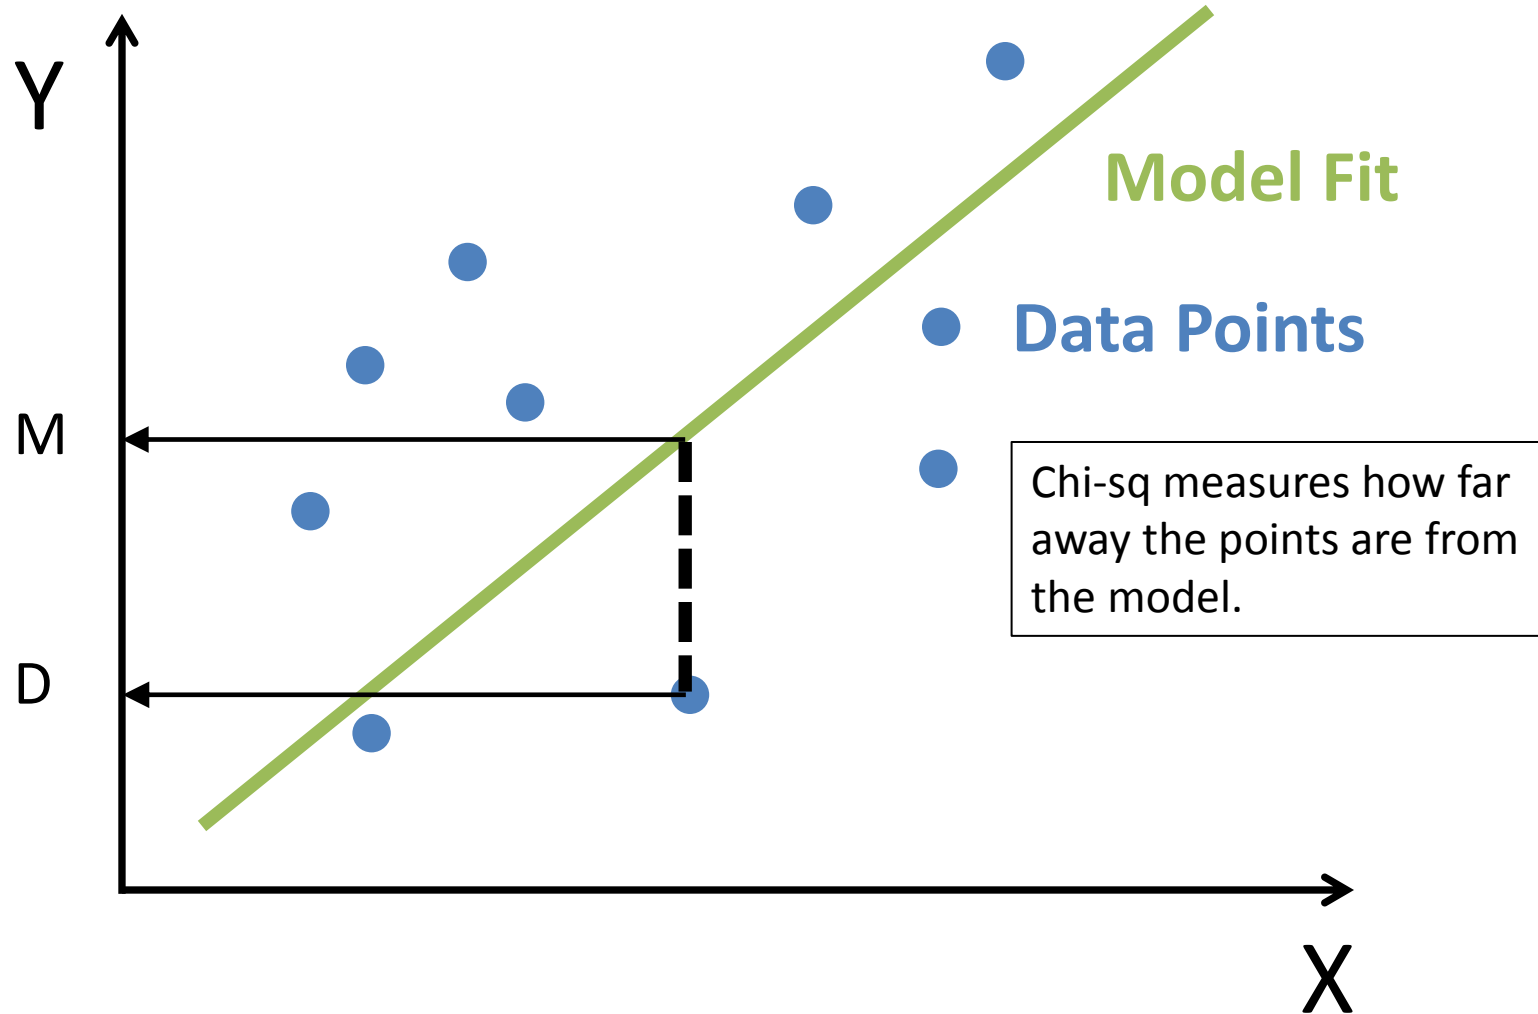 Y
Model Fit
Data Points
M
Chi-sq measures how far
away the points are from
the model.
D
X